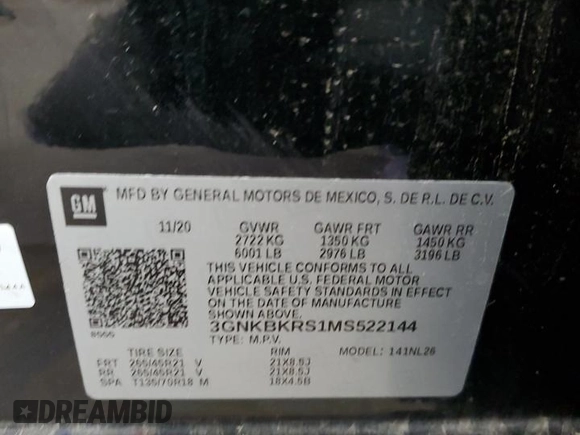 GM
MFD BY GENERAL MOTORS DE MEXICO, S. DE R.L. DE C.V.
11/20 GVWR GAWR FRT GAWR RR
2722 KG 1350 KG 1450 KG
6001 LB 2976 LB 3196 LB
THIS VEHICLE CONFORMS TO ALL APPLICABLE
U.S. FEDERAL MOTOR
VEHICLE SAFETY STANDARDS IN EFFECT
ON THE DATE OF MANUFACTURE
SHOWN ABOVE.
3GNKBKRS1MS522144
TYPE: M.P.V. MODEL: 141NL26
TIRE SIZE RIM
FRT 265/45R21 V 21X8.5J
RR 265/45R21 V 21X8.5J
SPA T135/70R18 M 18X4.5B
DREAMBID